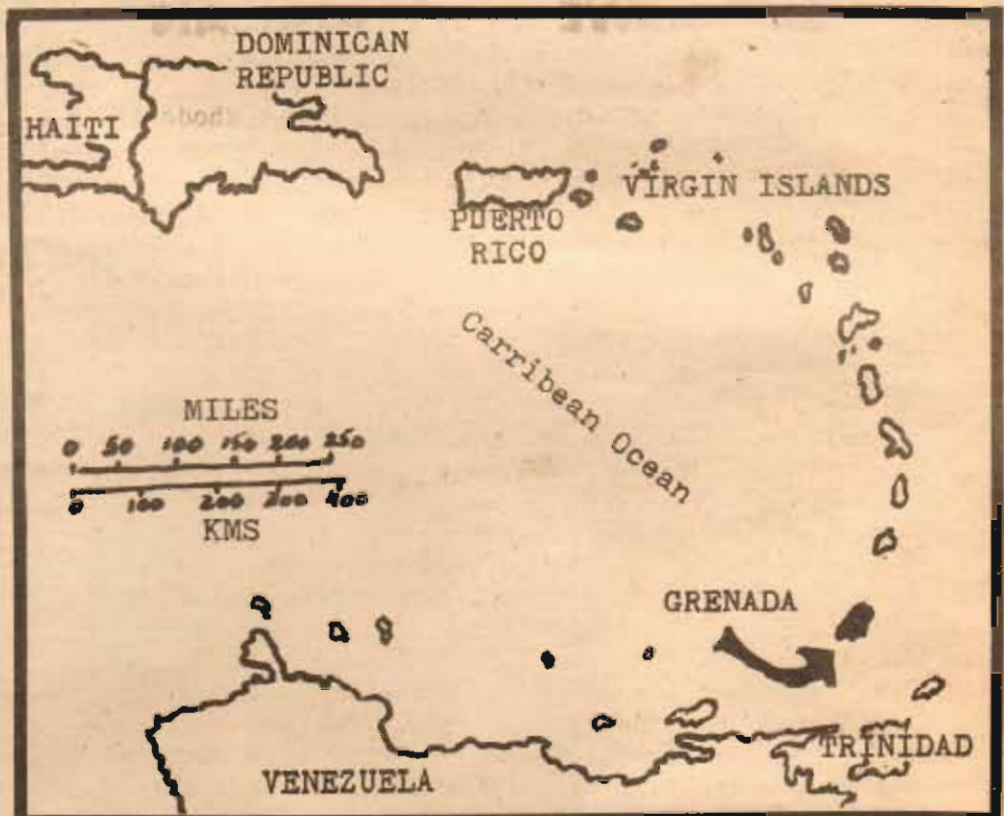 DOMINICAN
REPUBLIC
HAITI
VIRGIN ISLANDS
PUERTO
RICO
Carribean Ocean
MILES
0 50 100 150 200 250
0 100 200 300 400
KMS
GRENADA
TRINIDAD
VENEZUELA